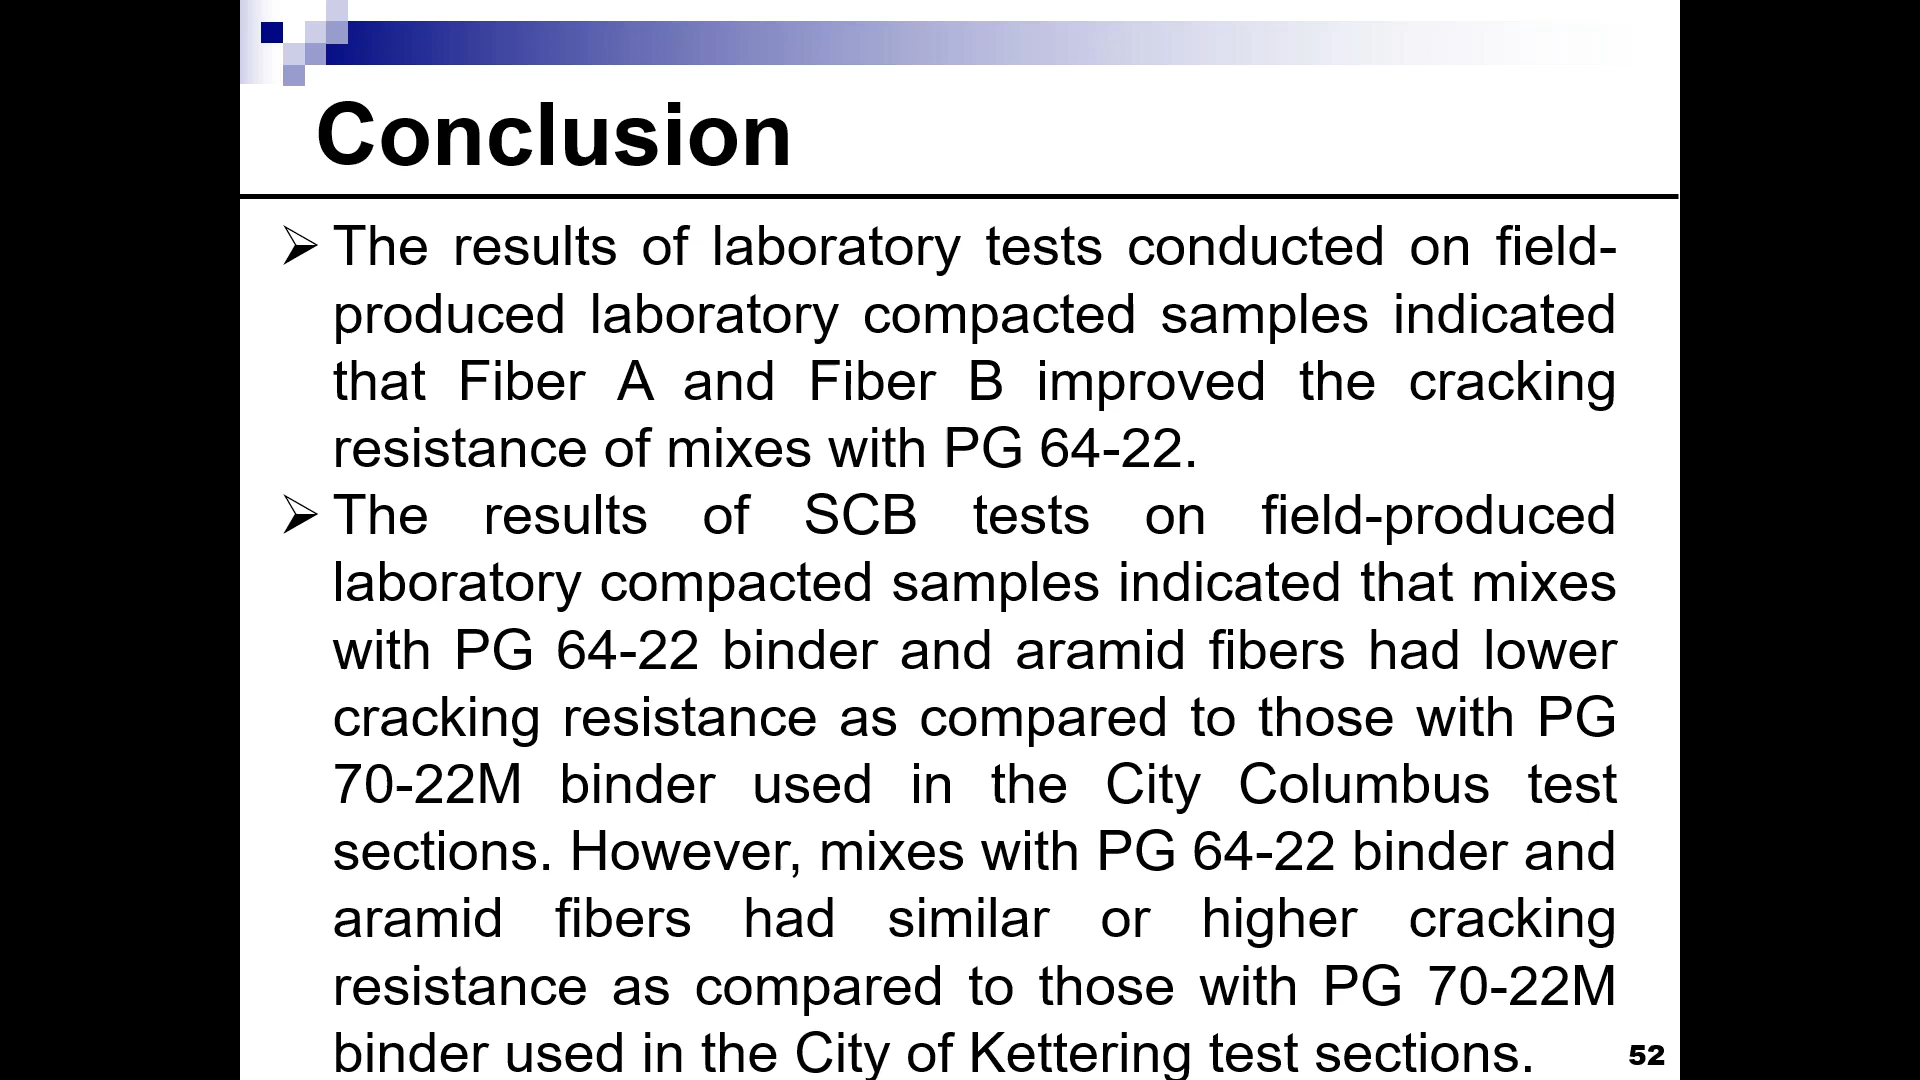 Conclusion
➢ The results of laboratory tests conducted on field-
produced laboratory compacted samples indicated
that Fiber A and Fiber B improved the cracking
resistance of mixes with PG 64-22.
➢ The results of SCB tests on field-produced
laboratory compacted samples indicated that mixes
with PG 64-22 binder and aramid fibers had lower
cracking resistance as compared to those with PG
70-22M binder used in the City Columbus test
sections. However, mixes with PG 64-22 binder and
aramid fibers had similar or higher cracking
resistance as compared to those with PG 70-22M
binder used in the City of Kettering test sections.
52